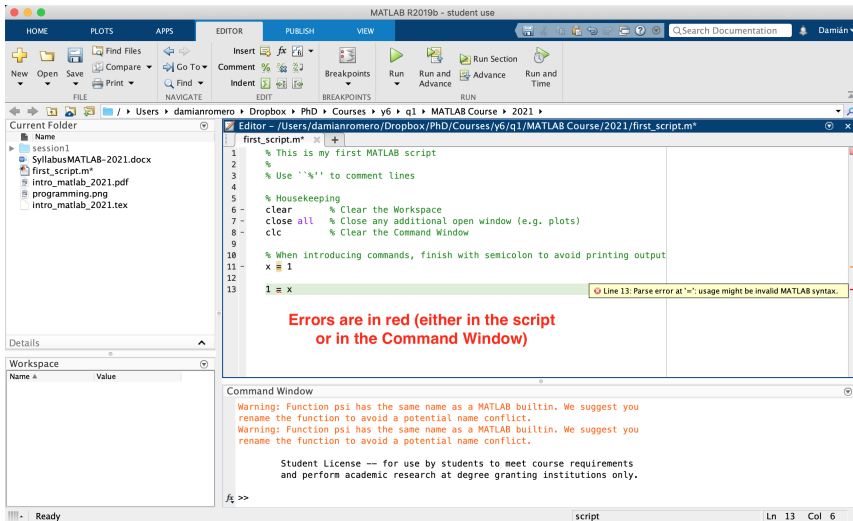 MATLAB R2019b - student use
HOME PLOTS APPS EDITOR PUBLISH VIEW Search Documentation Damián
New Open Save Find Files Compare Print Go To Find Insert fx Comment % Indent Breakpoints Run Run and Advance Run Section Advance Run and Time
FILE NAVIGATE EDIT BREAKPOINTS RUN
/ Users damianromero Dropbox PhD Courses y6 q1 MATLAB Course 2021
Current Folder
Name
session1
SyllabusMATLAB-2021.docx
first_script.m*
intro_matlab_2021.pdf
programming.png
intro_matlab_2021.tex
Details
Workspace
Name Value
Editor - /Users/damianromero/Dropbox/PhD/Courses/y6/q1/MATLAB Course/2021/first_script.m*
first_script.m* × +
1 % This is my first MATLAB script
2 %
3 % Use ``%'' to comment lines
4
5 % Housekeeping
6 - clear % Clear the Workspace
7 - close all % Close any additional open window (e.g. plots)
8 - clc % Clear the Command Window
9
10 % When introducing commands, finish with semicolon to avoid printing output
11 - x = 1
12
13 1 = x
Line 13: Parse error at '=': usage might be invalid MATLAB syntax.
Errors are in red (either in the script
or in the Command Window)
Command Window
Warning: Function psi has the same name as a MATLAB builtin. We suggest you
rename the function to avoid a potential name conflict.
Warning: Function psi has the same name as a MATLAB builtin. We suggest you
rename the function to avoid a potential name conflict.
Student License -- for use by students to meet course requirements
and perform academic research at degree granting institutions only.
fx >>
Ready script Ln 13 Col 6